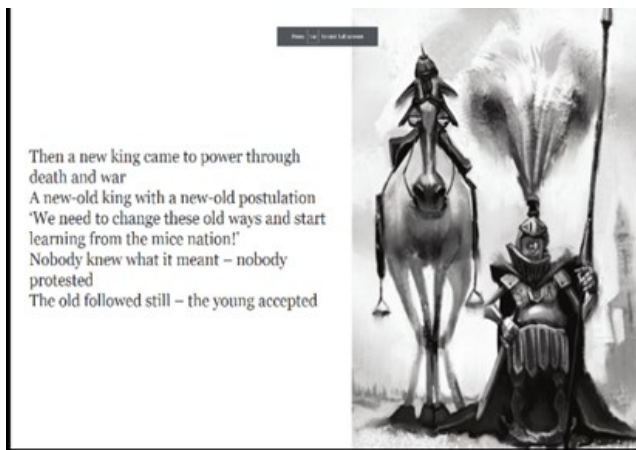 Then a new king came to power through
death and war
A new-old king with a new-old postulation
‘We need to change these old ways and start
learning from the mice nation!’
Nobody knew what it meant – nobody
protested
The old followed still – the young accepted